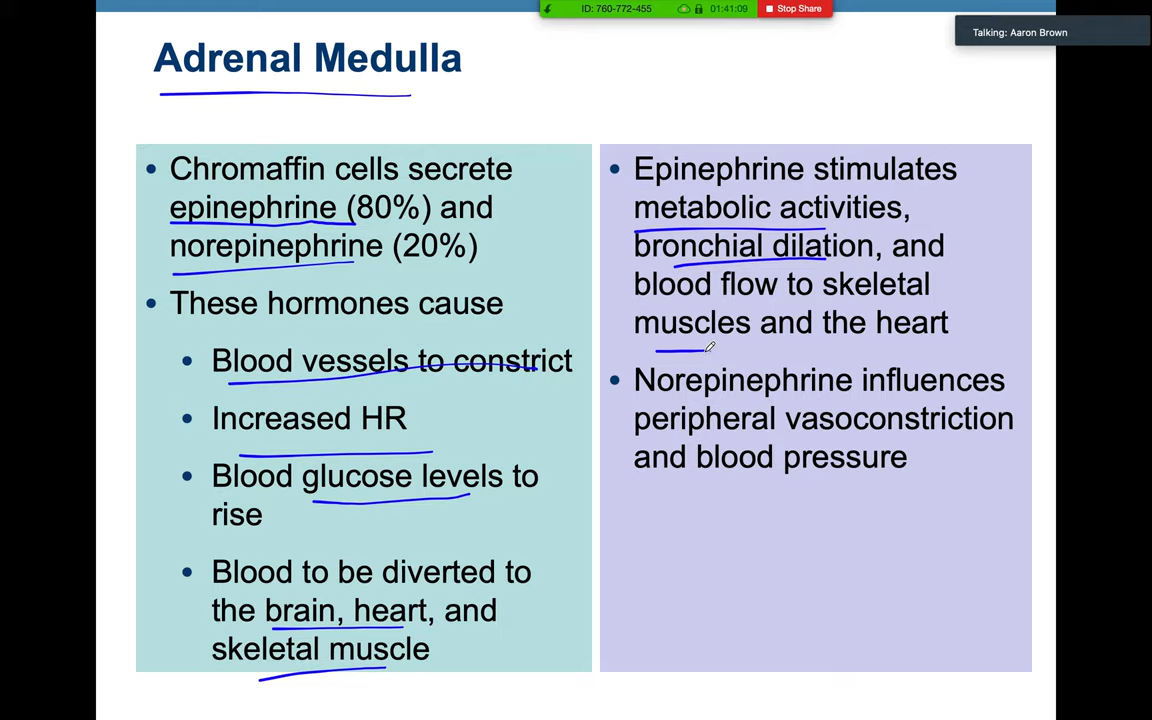 ID: 760-772-455
01:41:09
Stop Share
Talking: Aaron Brown
Adrenal Medulla
• Chromaffin cells secrete
epinephrine (80%) and
norepinephrine (20%)
• These hormones cause
• Blood vessels to constrict
• Increased HR
• Blood glucose levels to
rise
• Blood to be diverted to
the brain, heart, and
skeletal muscle
• Epinephrine stimulates
metabolic activities,
bronchial dilation, and
blood flow to skeletal
muscles and the heart
• Norepinephrine influences
peripheral vasoconstriction
and blood pressure